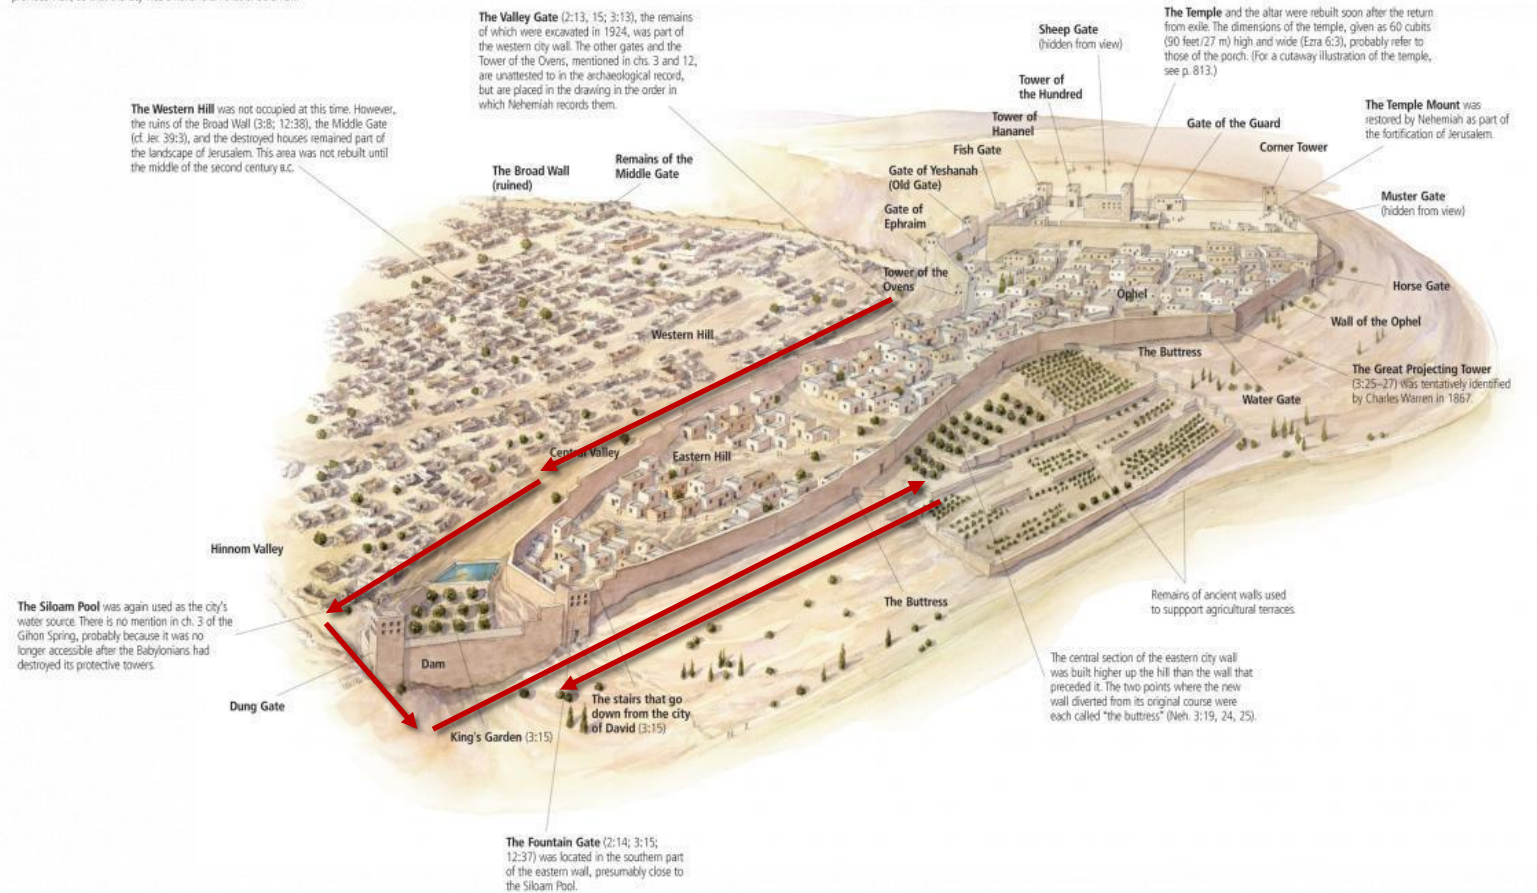 The Valley Gate (2:13, 15; 3:13), the remains
of which were excavated in 1924, was part of
the western city wall. The other gates and the
Tower of the Ovens, mentioned in chs. 3 and 12,
are unattested to in the archaeological record,
but are placed in the drawing in the order in
which Nehemiah records them.
Sheep Gate
(hidden from view)
The Temple and the altar were rebuilt soon after the return
from exile. The dimensions of the temple, given as 60 cubits
(90 feet/27 m) high and wide (Ezra 6:3), probably refer to
those of the porch. (For a cutaway illustration of the temple,
see p. 813.)
Tower of
the Hundred
The Western Hill was not occupied at this time. However,
the ruins of the Broad Wall (3:8; 12:38), the Middle Gate
(cf. Jer. 39:3), and the destroyed houses remained part of
the landscape of Jerusalem. This area was not rebuilt until
the middle of the second century B.C.
The Temple Mount was
restored by Nehemiah as part of
the fortification of Jerusalem.
Tower of
Hananel
Gate of the Guard
Corner Tower
Fish Gate
The Broad Wall
(ruined)
Remains of the
Middle Gate
Gate of Yeshanah
(Old Gate)
Muster Gate
(hidden from view)
Gate of
Ephraim
Tower of the
Ovens
Ophel
Horse Gate
Western Hill
Wall of the Ophel
The Buttress
The Great Projecting Tower
(3:25–27) was tentatively identified
by Charles Warren in 1867.
Water Gate
Central Valley
Eastern Hill
Hinnom Valley
The Siloam Pool was again used as the city's
water source. There is no mention in ch. 3 of the
Gihon Spring, probably because it was no
longer accessible after the Babylonians had
destroyed its protective towers.
The Buttress
Remains of ancient walls used
to suppport agricultural terraces.
Dam
The central section of the eastern city wall
was built higher up the hill than the wall that
preceded it. The two points where the new
wall diverted from its original course were
each called "the buttress" (Neh. 3:19, 24, 25).
Dung Gate
The stairs that go
down from the city
of David (3:15)
King's Garden (3:15)
The Fountain Gate (2:14; 3:15;
12:37) was located in the southern part
of the eastern wall, presumably close to
the Siloam Pool.